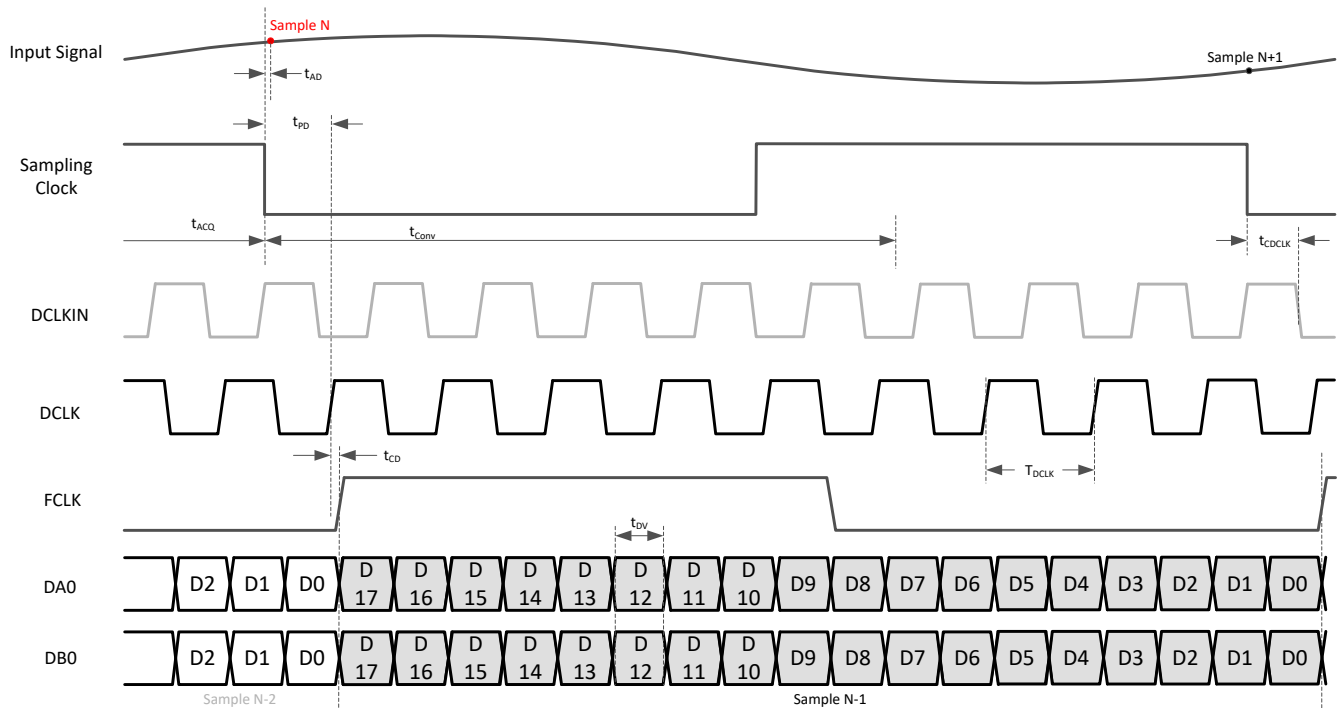 Sample N
Input Signal
Sample N+1
tAD
tPD
Sampling
Clock
tACQ
tConv
tCDCLK
DCLKIN
DCLK
tCD
TDCLK
FCLK
tDV
DA0
D2 D1 D0 D 17 D 16 D 15 D 14 D 13 D 12 D 11 D 10 D9 D8 D7 D6 D5 D4 D3 D2 D1 D0
DB0
D2 D1 D0 D 17 D 16 D 15 D 14 D 13 D 12 D 11 D 10 D9 D8 D7 D6 D5 D4 D3 D2 D1 D0
Sample N-2
Sample N-1